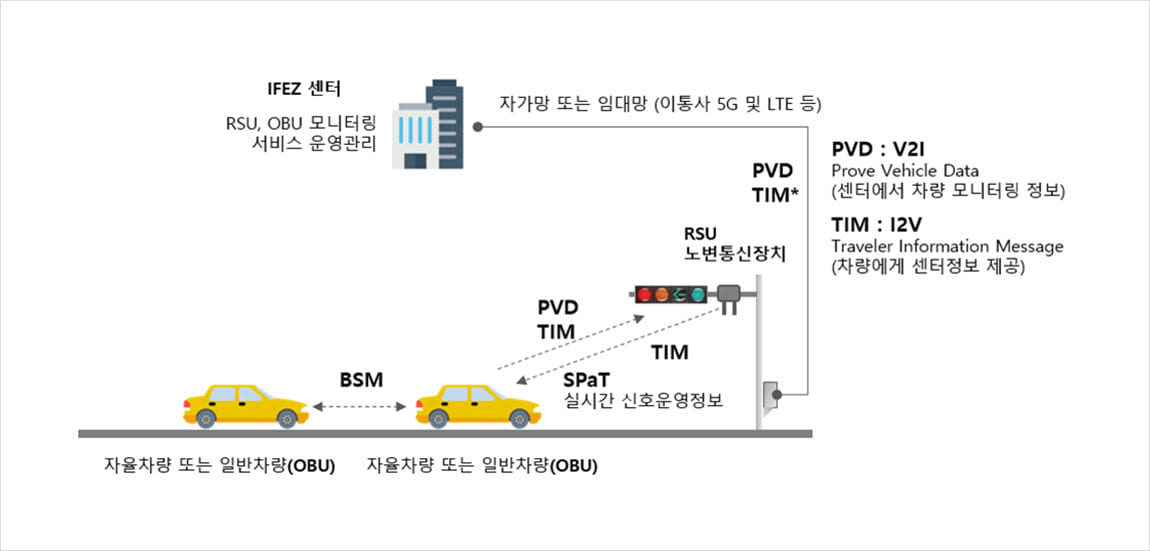 IFEZ 센터
RSU, OBU 모니터링
서비스 운영관리
자가망 또는 임대망 (이통사 5G 및 LTE 등)
PVD
TIM*
PVD : V2I
Prove Vehicle Data
(센터에서 차량 모니터링 정보)
TIM : I2V
Traveler Information Message
(차량에게 센터정보 제공)
RSU
노변통신장치
PVD
TIM
TIM
BSM
SPaT
실시간 신호운영정보
자율차량 또는 일반차량(OBU)
자율차량 또는 일반차량(OBU)